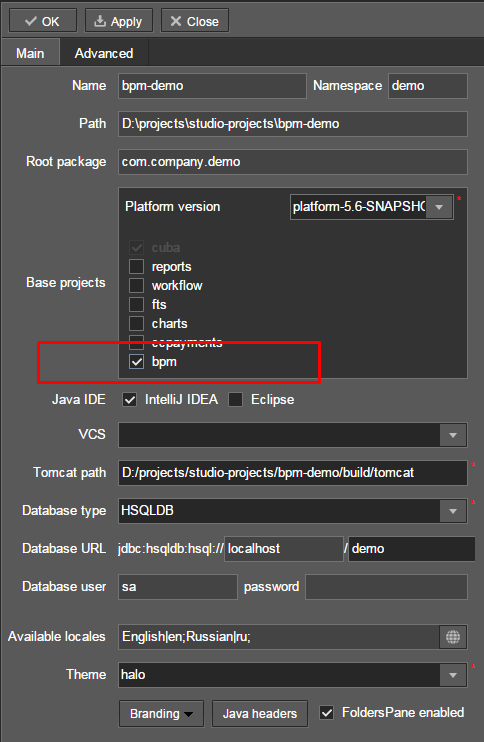 OK Apply Close
Main Advanced
Name bpm-demo Namespace demo
Path D:\projects\studio-projects\bpm-demo
Root package com.company.demo
Platform version platform-5.6-SNAPSHO *
Base projects
cuba
reports
workflow
fts
charts
ccpayments
bpm
Java IDE IntelliJ IDEA Eclipse
VCS
Tomcat path D:/projects/studio-projects/bpm-demo/build/tomcat *
Database type HSQLDB *
Database URL jdbc:hsqldb:hsql:// localhost / demo
Database user sa password
Available locales English|en;Russian|ru;
Theme halo *
Branding Java headers FoldersPane enabled